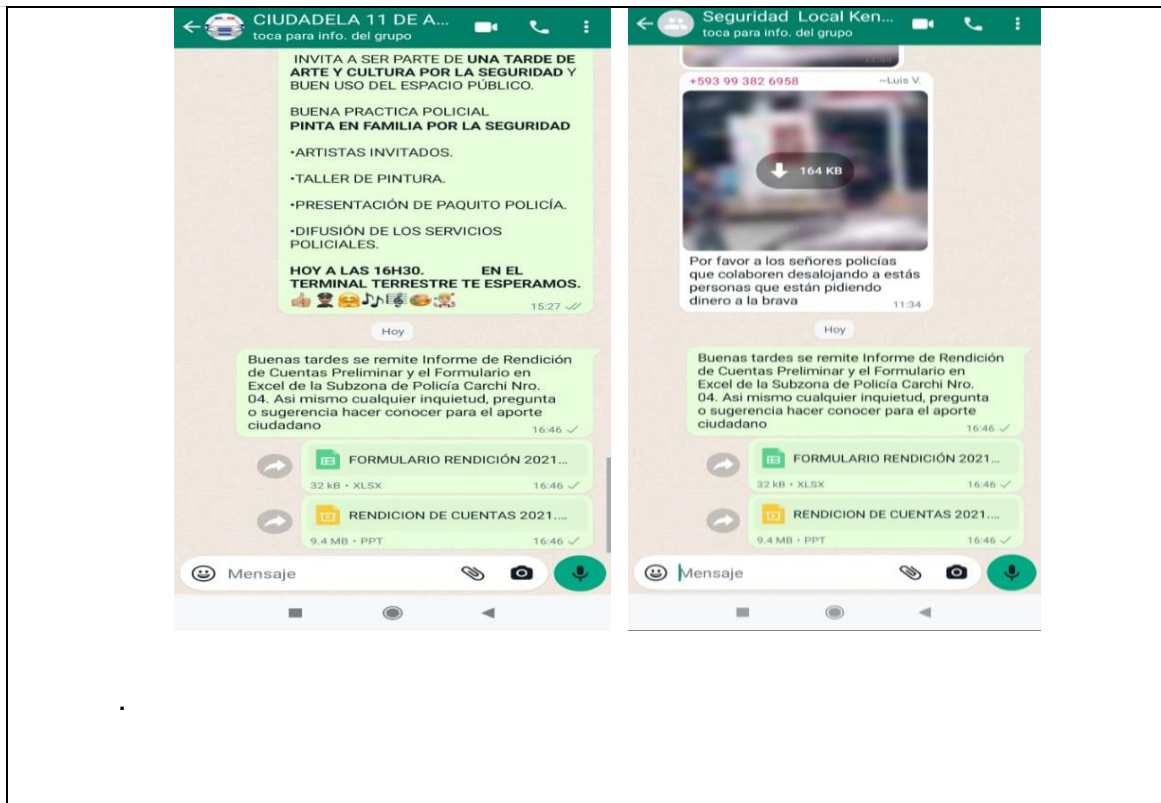 CIUDADELA 11 DE A...
toca para info. del grupo
INVITA A SER PARTE DE UNA TARDE DE
ARTE Y CULTURA POR LA SEGURIDAD Y
BUEN USO DEL ESPACIO PÚBLICO.
BUENA PRACTICA POLICIAL
PINTA EN FAMILIA POR LA SEGURIDAD
•ARTISTAS INVITADOS.
•TALLER DE PINTURA.
•PRESENTACIÓN DE PAQUITO POLICÍA.
•DIFUSIÓN DE LOS SERVICIOS
POLICIALES.
HOY A LAS 16H30. EN EL
TERMINAL TERRESTRE TE ESPERAMOS.
15:27
Hoy
Buenas tardes se remite Informe de Rendición
de Cuentas Preliminar y el Formulario en
Excel de la Subzona de Policía Carchi Nro.
04. Asi mismo cualquier inquietud, pregunta
o sugerencia hacer conocer para el aporte
ciudadano
16:46
FORMULARIO RENDICIÓN 2021...
32 kB • XLSX 16:46
RENDICION DE CUENTAS 2021....
9.4 MB • PPT 16:46
Mensaje
Seguridad Local Ken...
toca para info. del grupo
+593 99 382 6958 ~Luis V.
164 KB
Por favor a los señores policías
que colaboren desalojando a estás
personas que están pidiendo
dinero a la brava
11:34
Hoy
Buenas tardes se remite Informe de Rendición
de Cuentas Preliminar y el Formulario en
Excel de la Subzona de Policía Carchi Nro.
04. Asi mismo cualquier inquietud, pregunta
o sugerencia hacer conocer para el aporte
ciudadano
16:46
FORMULARIO RENDICIÓN 2021...
32 kB • XLSX 16:46
RENDICION DE CUENTAS 2021....
9.4 MB • PPT 16:46
Mensaje
.